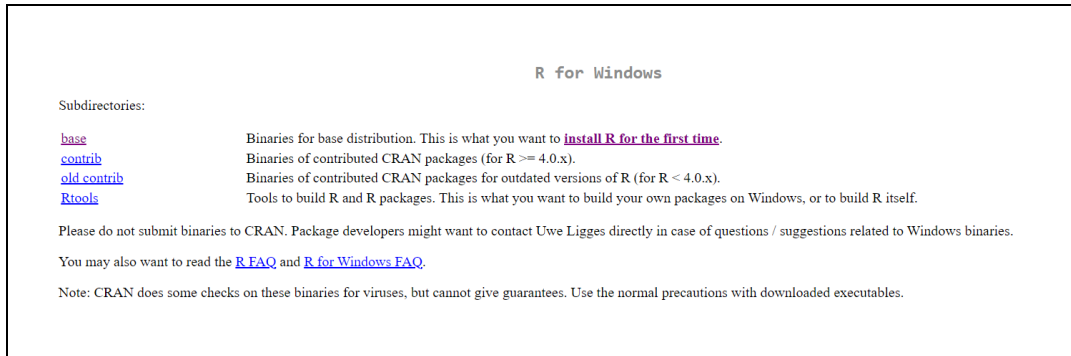 R for Windows
Subdirectories:
base Binaries for base distribution. This is what you want to install R for the first time.
contrib Binaries of contributed CRAN packages (for R >= 4.0.x).
old contrib Binaries of contributed CRAN packages for outdated versions of R (for R < 4.0.x).
Rtools Tools to build R and R packages. This is what you want to build your own packages on Windows, or to build R itself.
Please do not submit binaries to CRAN. Package developers might want to contact Uwe Ligges directly in case of questions / suggestions related to Windows binaries.
You may also want to read the R FAQ and R for Windows FAQ.
Note: CRAN does some checks on these binaries for viruses, but cannot give guarantees. Use the normal precautions with downloaded executables.